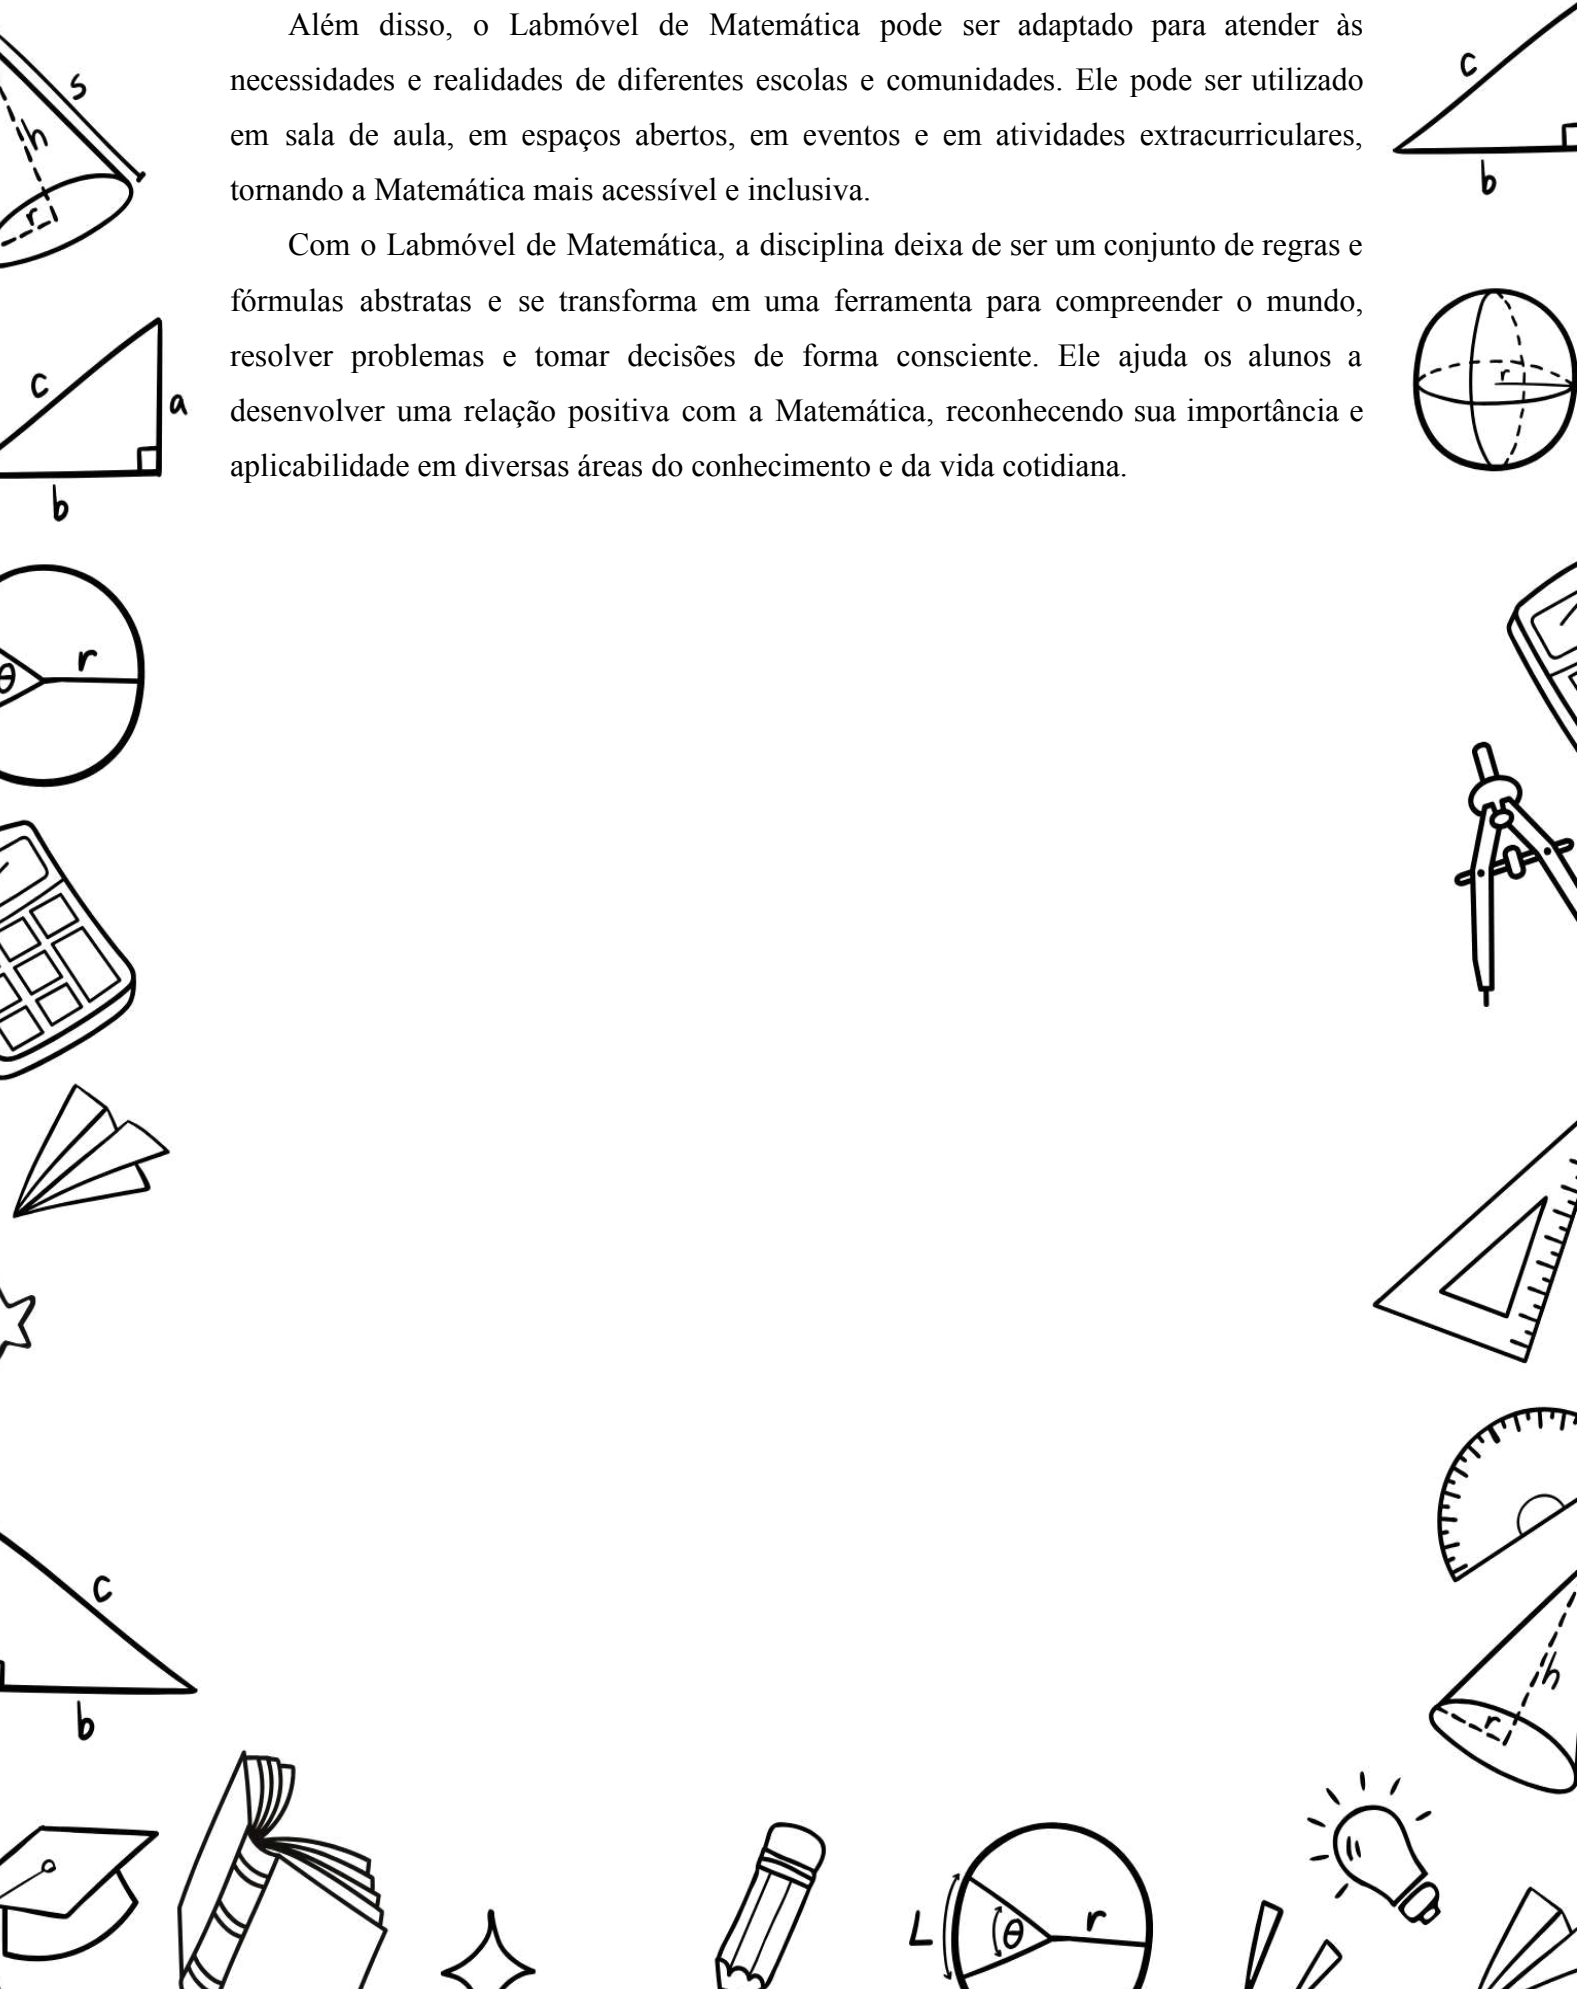 Além disso, o Labmóvel de Matemática pode ser adaptado para atender às
necessidades e realidades de diferentes escolas e comunidades. Ele pode ser utilizado
em sala de aula, em espaços abertos, em eventos e em atividades extracurriculares,
tornando a Matemática mais acessível e inclusiva.
Com o Labmóvel de Matemática, a disciplina deixa de ser um conjunto de regras e
fórmulas abstratas e se transforma em uma ferramenta para compreender o mundo,
resolver problemas e tomar decisões de forma consciente. Ele ajuda os alunos a
desenvolver uma relação positiva com a Matemática, reconhecendo sua importância e
aplicabilidade em diversas áreas do conhecimento e da vida cotidiana.
s
h
r
c
b
c
a
b
r
θ
r
c
b
h
r
L
θ
r